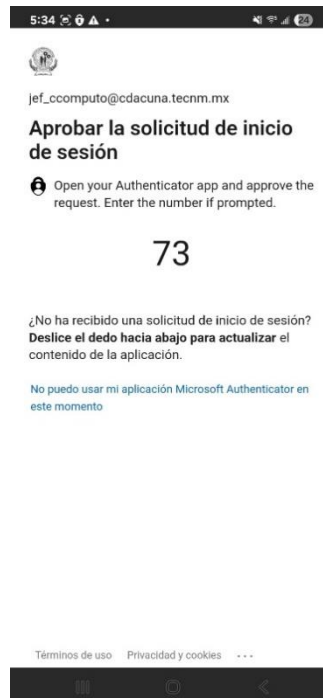 5:34
24
jef_ccomputo@cdacuna.tecnm.mx
Aprobar la solicitud de inicio
de sesión
Open your Authenticator app and approve the
request. Enter the number if prompted.
73
¿No ha recibido una solicitud de inicio de sesión?
Deslice el dedo hacia abajo para actualizar el
contenido de la aplicación.
No puedo usar mi aplicación Microsoft Authenticator en
este momento
Términos de uso Privacidad y cookies ...